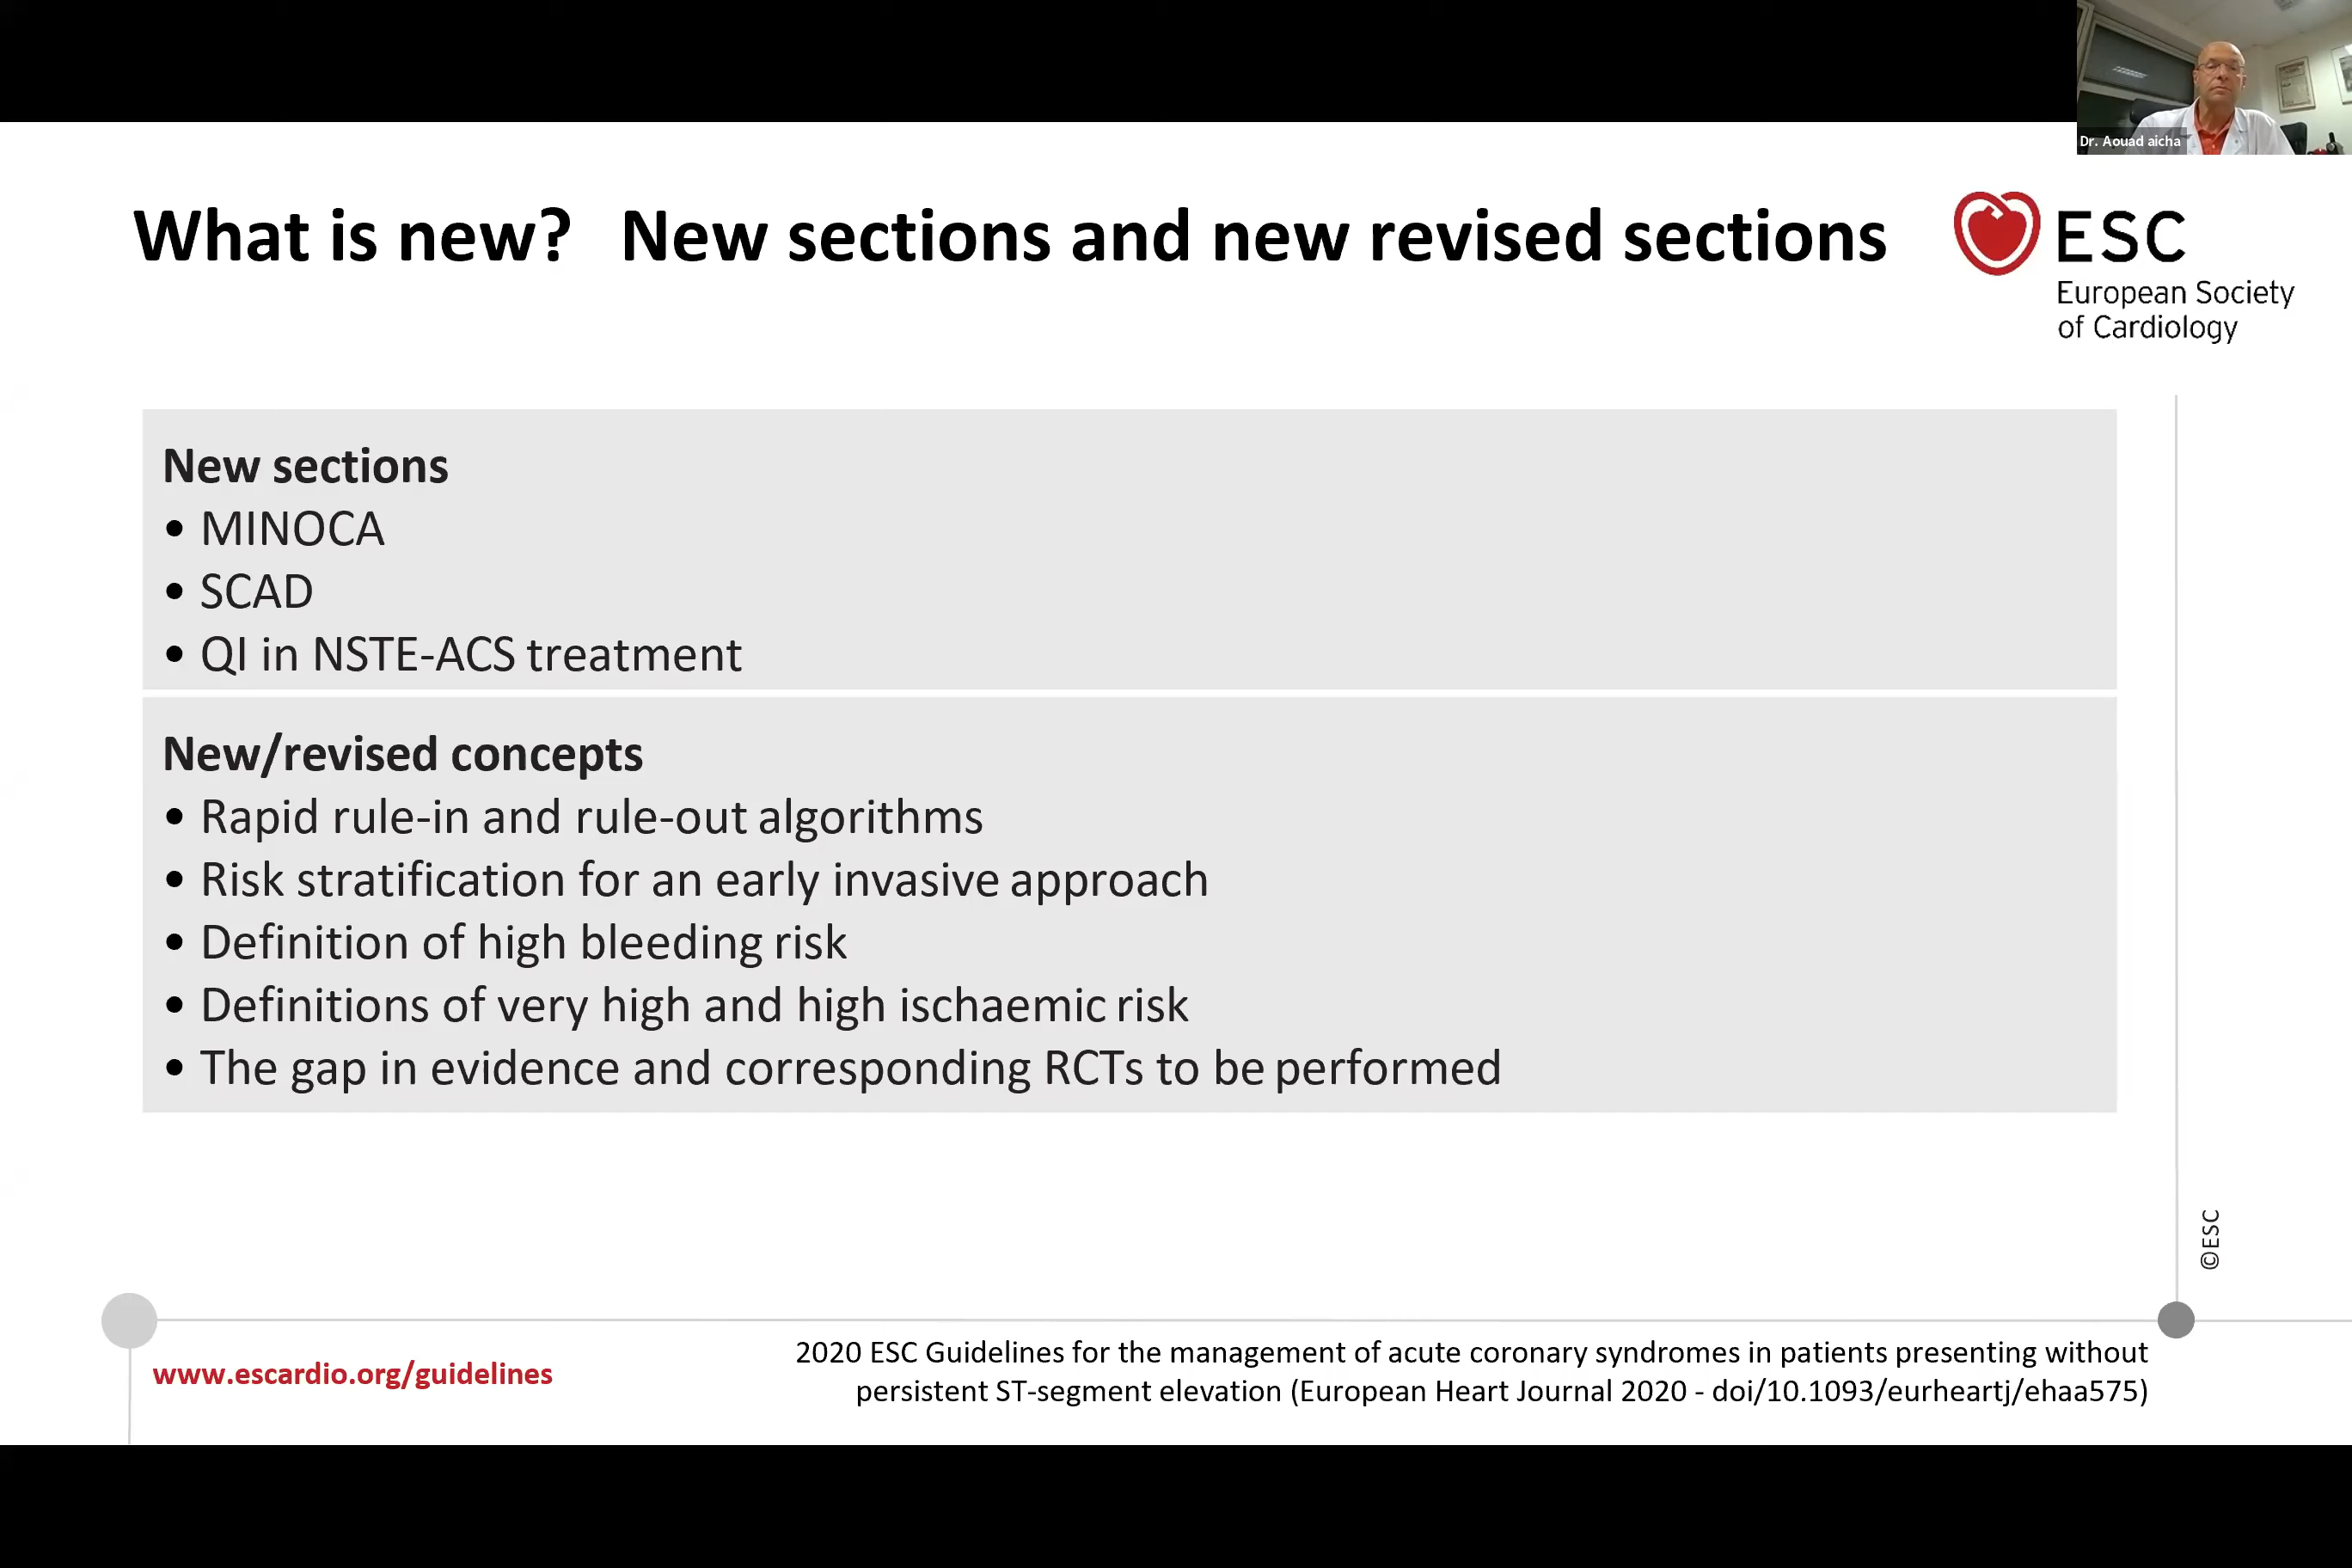 Dr. Aouad aicha
What is new? New sections and new revised sections
ESC
European Society
of Cardiology
New sections
• MINOCA
• SCAD
• QI in NSTE-ACS treatment
New/revised concepts
• Rapid rule-in and rule-out algorithms
• Risk stratification for an early invasive approach
• Definition of high bleeding risk
• Definitions of very high and high ischaemic risk
• The gap in evidence and corresponding RCTs to be performed
©ESC
www.escardio.org/guidelines
2020 ESC Guidelines for the management of acute coronary syndromes in patients presenting without
persistent ST-segment elevation (European Heart Journal 2020 - doi/10.1093/eurheartj/ehaa575)